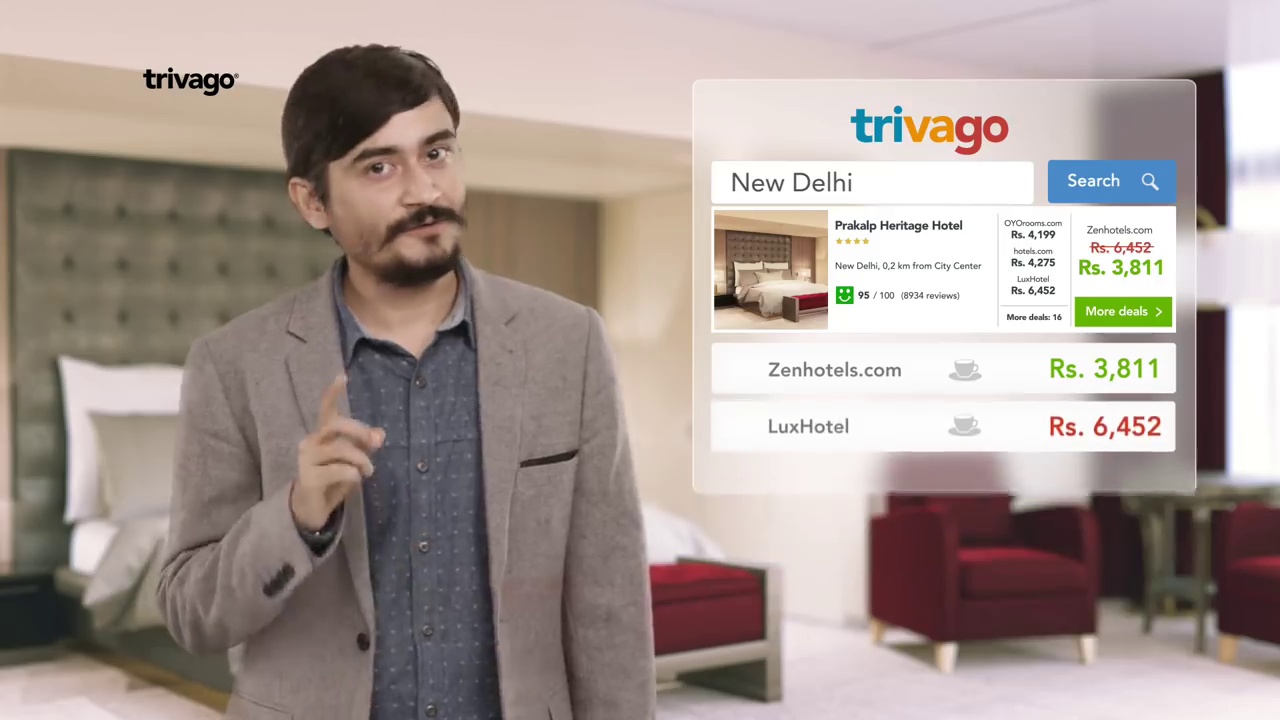 trivago®
trivago
New Delhi
Search
Prakalp Heritage Hotel
New Delhi, 0,2 km from City Center
95 / 100 (8934 reviews)
OYOrooms.com
Rs. 4,199
hotels.com
Rs. 4,275
LuxHotel
Rs. 6,452
More deals: 16
Zenhotels.com
Rs. 6,452
Rs. 3,811
More deals >
Zenhotels.com Rs. 3,811
LuxHotel Rs. 6,452